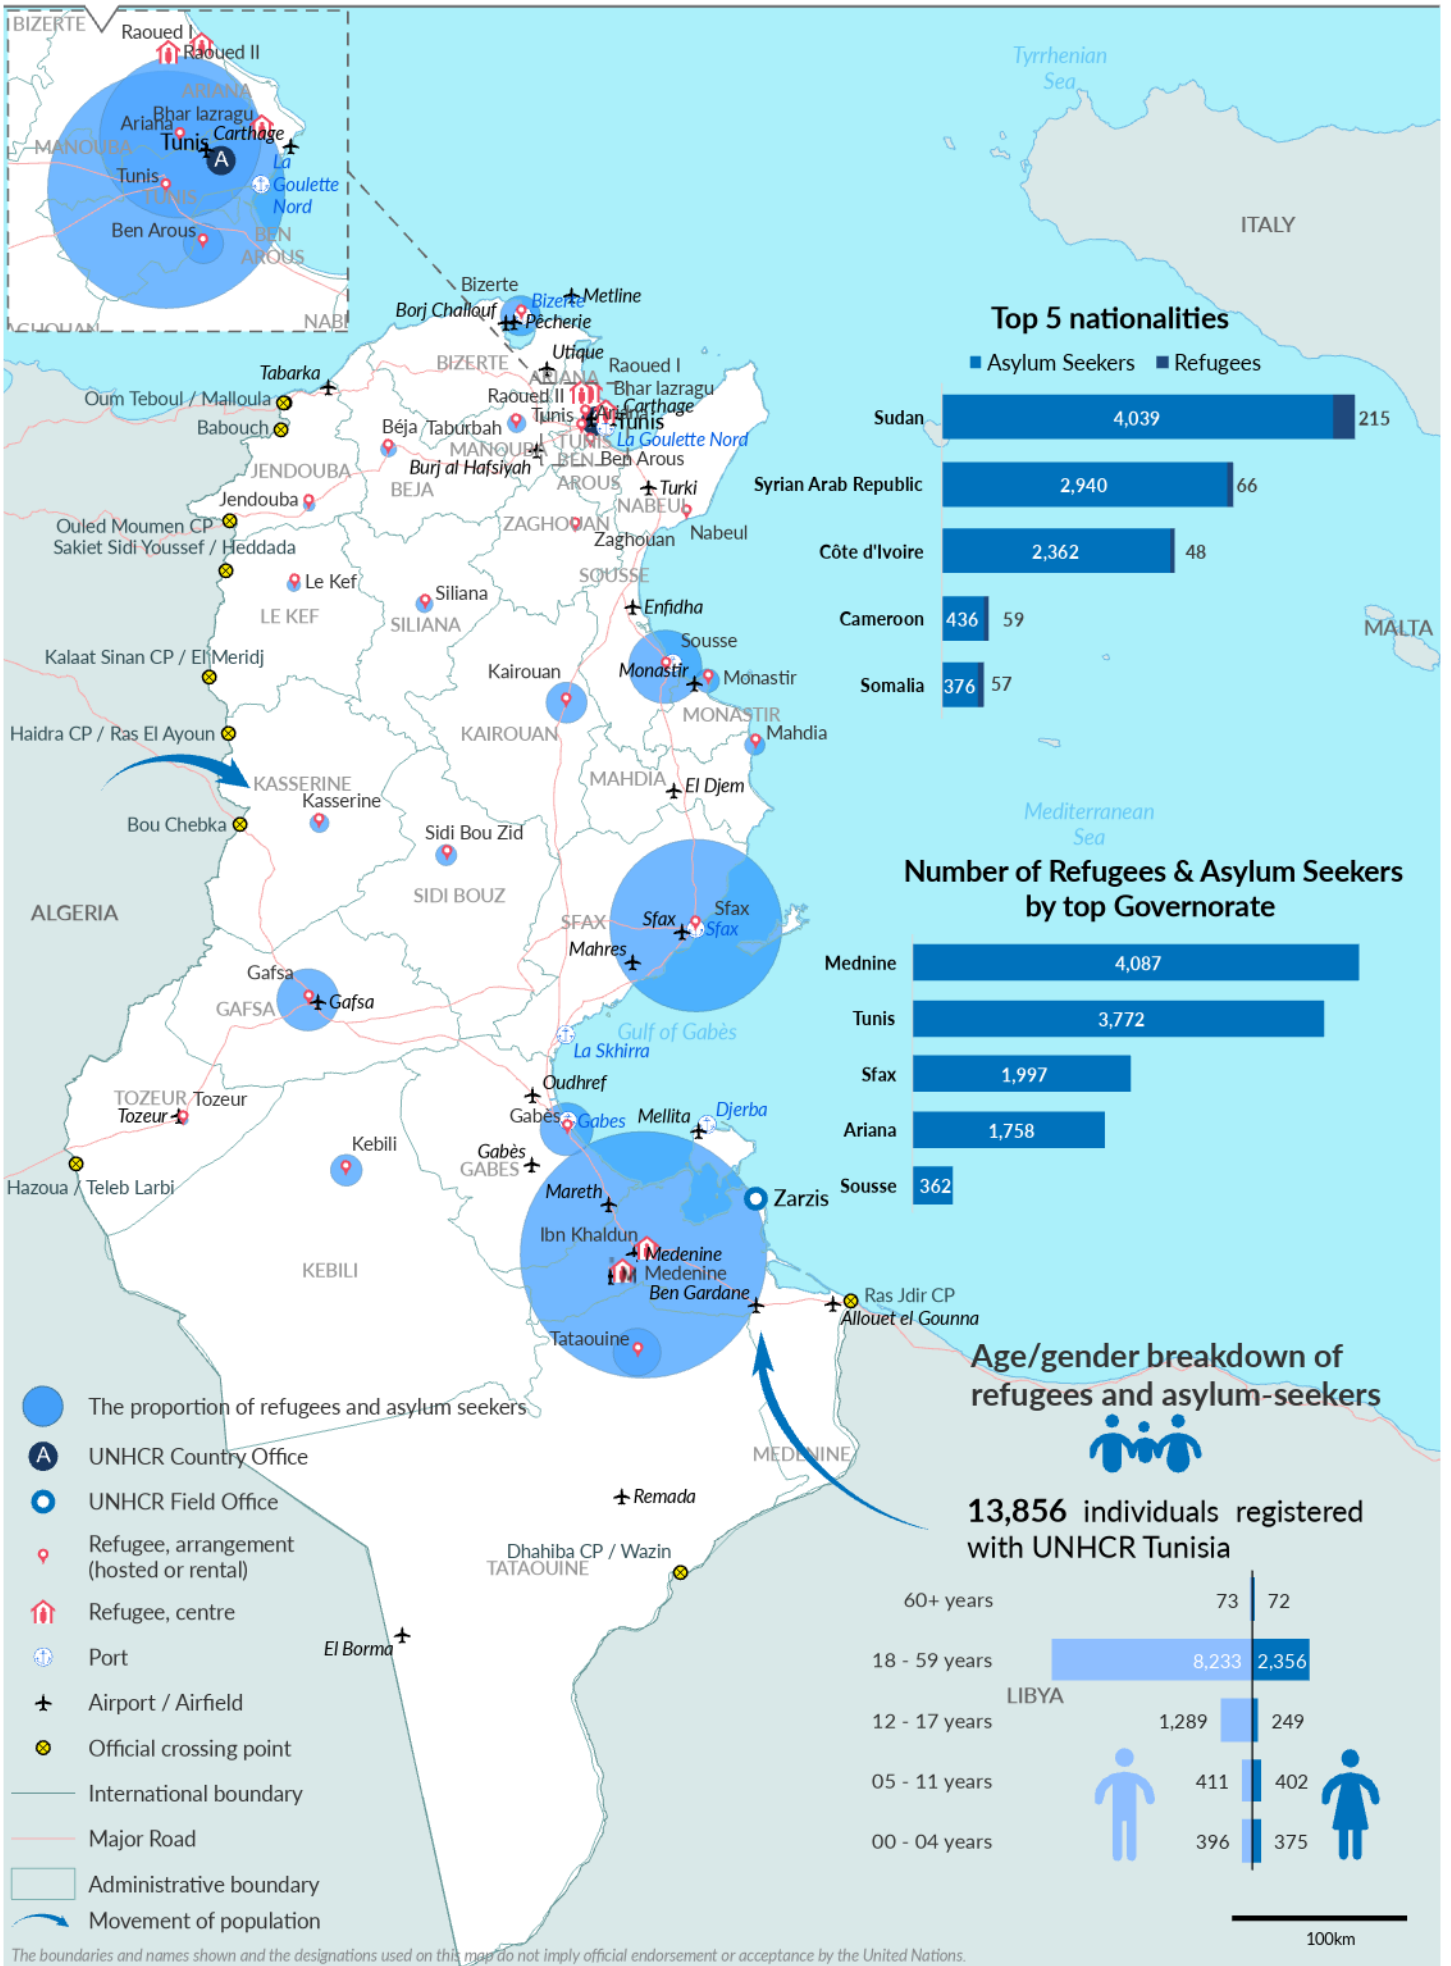 BIZERTE
Raoued I
Raoued II
ARIANA
Bhar lazragu
Ariana
Carthage
Tunis
MANOUBA
A
La
Goulette
Nord
Tunis
TUNIS
Ben Arous
BEN
AROUS
NABE
Tyrrhenian
Sea
ITALY
Bizerte
Bizerte
Metline
Borj Challouf
Pêcherie
Utique
BIZERTE
Raoued I
Tabarka
ARIANA
Bhar lazragu
Oum Teboul / Malloula
Raoued II
Carthage
Babouch
Béja
Taburbah
Tunis
Ariana
Tunis
MANOUBA
TUNIS
La Goulette Nord
JENDOUBA
Burj al Hafsiyah
BEN
AROUS
Ben Arous
BEJA
Turki
Jendouba
NABEUL
Ouled Moumen CP
ZAGHOUAN
Nabeul
Sakiet Sidi Youssef / Heddada
Zaghouan
SOUSSE
Le Kef
Siliana
Enfidha
LE KEF
SILIANA
Sousse
Kalaat Sinan CP / El Meridj
Kairouan
Monastir
Monastir
MONASTIR
Haidra CP / Ras El Ayoun
KAIROUAN
Mahdia
KASSERINE
MAHDIA
El Djem
Kasserine
Bou Chebka
Sidi Bou Zid
SIDI BOUZ
ALGERIA
SFAX
Sfax
Sfax
Sfax
Mahres
Gafsa
GAFSA
Gafsa
Gulf of Gabès
La Skhirra
Oudhref
TOZEUR
Tozeur
Tozeur
Gabès
Gabes
Mellita
Djerba
Kebili
Gabès
GABES
Hazoua / Teleb Larbi
Mareth
Zarzis
Ibn Khaldun
Medenine
Medenine
KEBILI
Ben Gardane
Ras Jdir CP
Allouet el Gounna
Tataouine
MEDENINE
Remada
Dhahiba CP / Wazin
TATAOUINE
El Borma
LIBYA
MALTA
Mediterranean
Sea
Top 5 nationalities
Asylum Seekers
Refugees
Sudan 4,039 215
Syrian Arab Republic 2,940 66
Côte d'Ivoire 2,362 48
Cameroon 436 59
Somalia 376 57
Number of Refugees & Asylum Seekers
by top Governorate
Mednine 4,087
Tunis 3,772
Sfax 1,997
Ariana 1,758
Sousse 362
Age/gender breakdown of
refugees and asylum-seekers
13,856 individuals registered
with UNHCR Tunisia
60+ years 73 72
18 - 59 years 8,233 2,356
12 - 17 years 1,289 249
05 - 11 years 411 402
00 - 04 years 396 375
100km
The proportion of refugees and asylum seekers
A UNHCR Country Office
UNHCR Field Office
Refugee, arrangement
(hosted or rental)
Refugee, centre
Port
Airport / Airfield
Official crossing point
International boundary
Major Road
Administrative boundary
Movement of population
The boundaries and names shown and the designations used on this map do not imply official endorsement or acceptance by the United Nations.